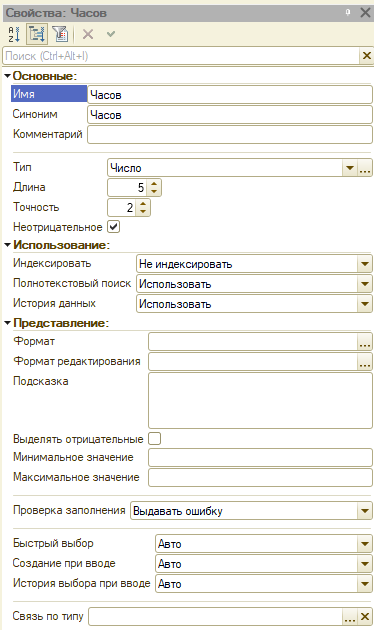 Свойства: Часов
Поиск (Ctrl+Alt+I)
Основные:
Имя Часов
Синоним Часов
Комментарий
Тип Число
Длина 5
Точность 2
Неотрицательное
Использование:
Индексировать Не индексировать
Полнотекстовый поиск Использовать
История данных Использовать
Представление:
Формат
Формат редактирования
Подсказка
Выделять отрицательные
Минимальное значение
Максимальное значение
Проверка заполнения Выдавать ошибку
Быстрый выбор Авто
Создание при вводе Авто
История выбора при вводе Авто
Связь по типу